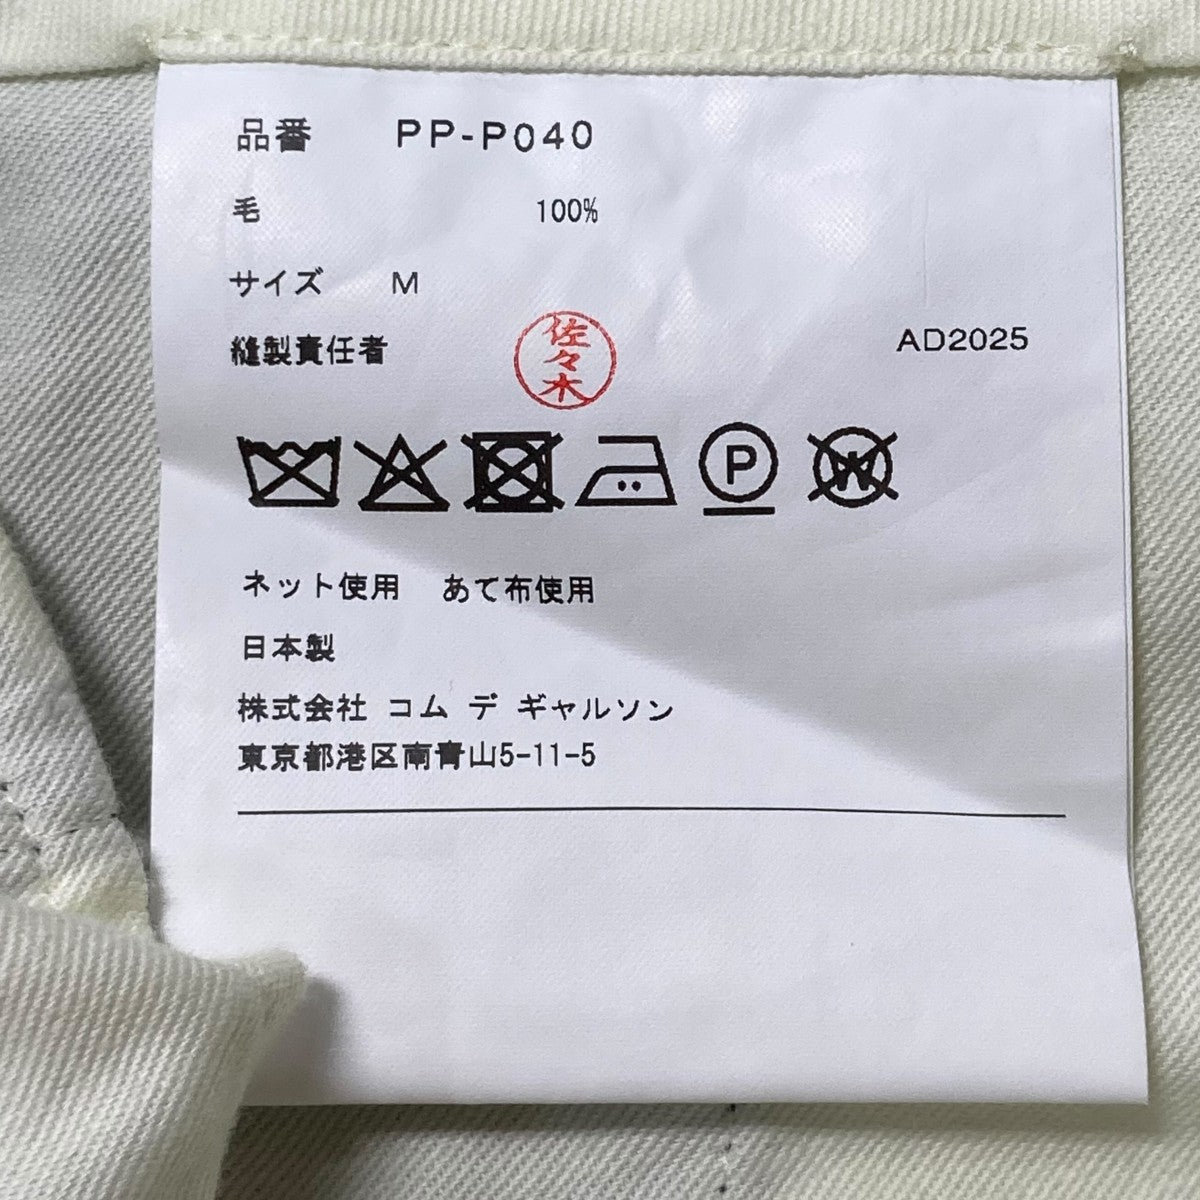 品番 PP-P040
毛 100%
サイズ M
縫製責任者 佐々木 AD2025
P W
ネット使用 あて布使用
日本製
株式会社 コム デ ギャルソン
東京都港区南青山5-11-5